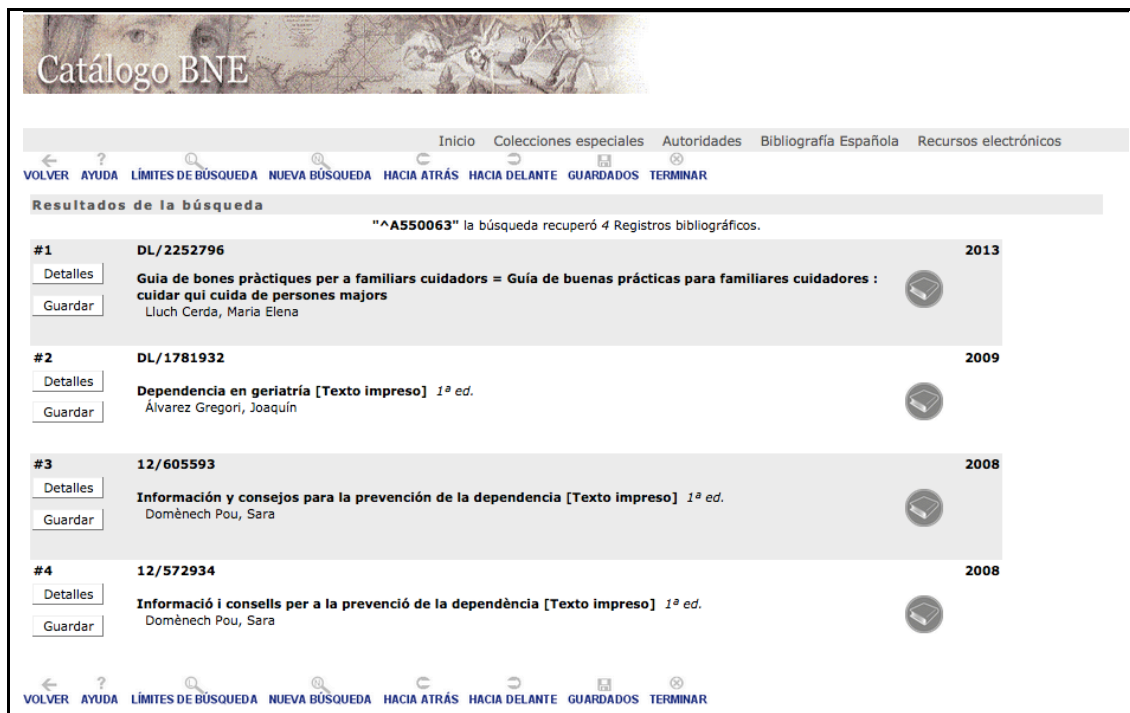 Catálogo BNE
Inicio Colecciones especiales Autoridades Bibliografía Española Recursos electrónicos
VOLVER AYUDA LÍMITES DE BÚSQUEDA NUEVA BÚSQUEDA HACIA ATRÁS HACIA DELANTE GUARDADOS TERMINAR
Resultados de la búsqueda
"^A550063" la búsqueda recuperó 4 Registros bibliográficos.
#1 DL/2252796 2013
Detalles
Guia de bones pràctiques per a familiars cuidadors = Guía de buenas prácticas para familiares cuidadores :
cuidar qui cuida de persones majors
Guardar
Lluch Cerda, Maria Elena
#2 DL/1781932 2009
Detalles
Dependencia en geriatría [Texto impreso] 1ª ed.
Álvarez Gregori, Joaquín
Guardar
#3 12/605593 2008
Detalles
Información y consejos para la prevención de la dependencia [Texto impreso] 1ª ed.
Domènech Pou, Sara
Guardar
#4 12/572934 2008
Detalles
Informació i consells per a la prevenció de la dependència [Texto impreso] 1ª ed.
Domènech Pou, Sara
Guardar
VOLVER AYUDA LÍMITES DE BÚSQUEDA NUEVA BÚSQUEDA HACIA ATRÁS HACIA DELANTE GUARDADOS TERMINAR